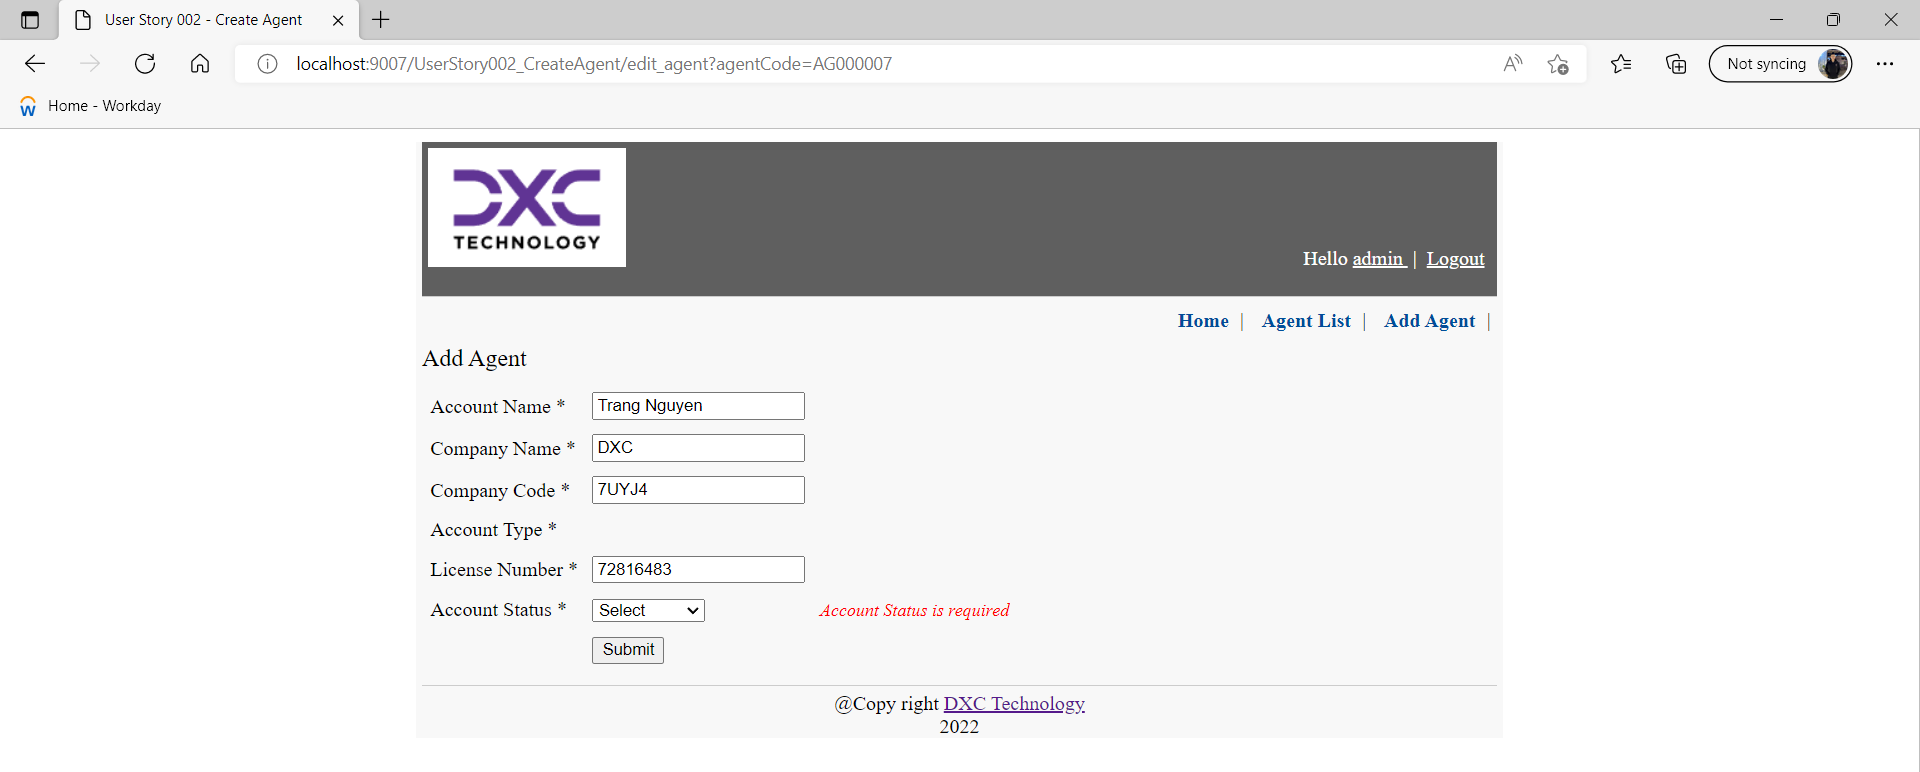 User Story 002 - Create Agent
localhost:9007/UserStory002_CreateAgent/edit_agent?agentCode=AG000007
Not syncing
Home - Workday
DXC
TECHNOLOGY
Hello admin | Logout
Home | Agent List | Add Agent |
Add Agent
Account Name * Trang Nguyen
Company Name * DXC
Company Code * 7UYJ4
Account Type *
License Number * 72816483
Account Status * Select Account Status is required
Submit
@Copy right DXC Technology
2022